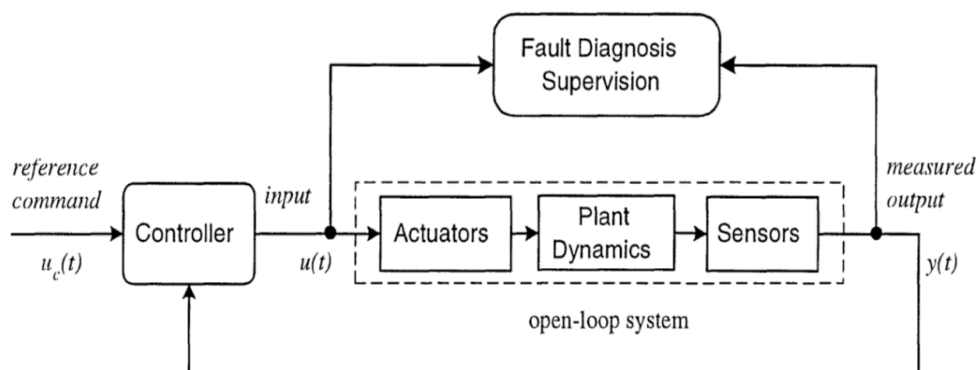 Fault Diagnosis
Supervision
reference
command
input
measured
output
Controller
Actuators
Plant
Dynamics
Sensors
u_c(t)
u(t)
y(t)
open-loop system